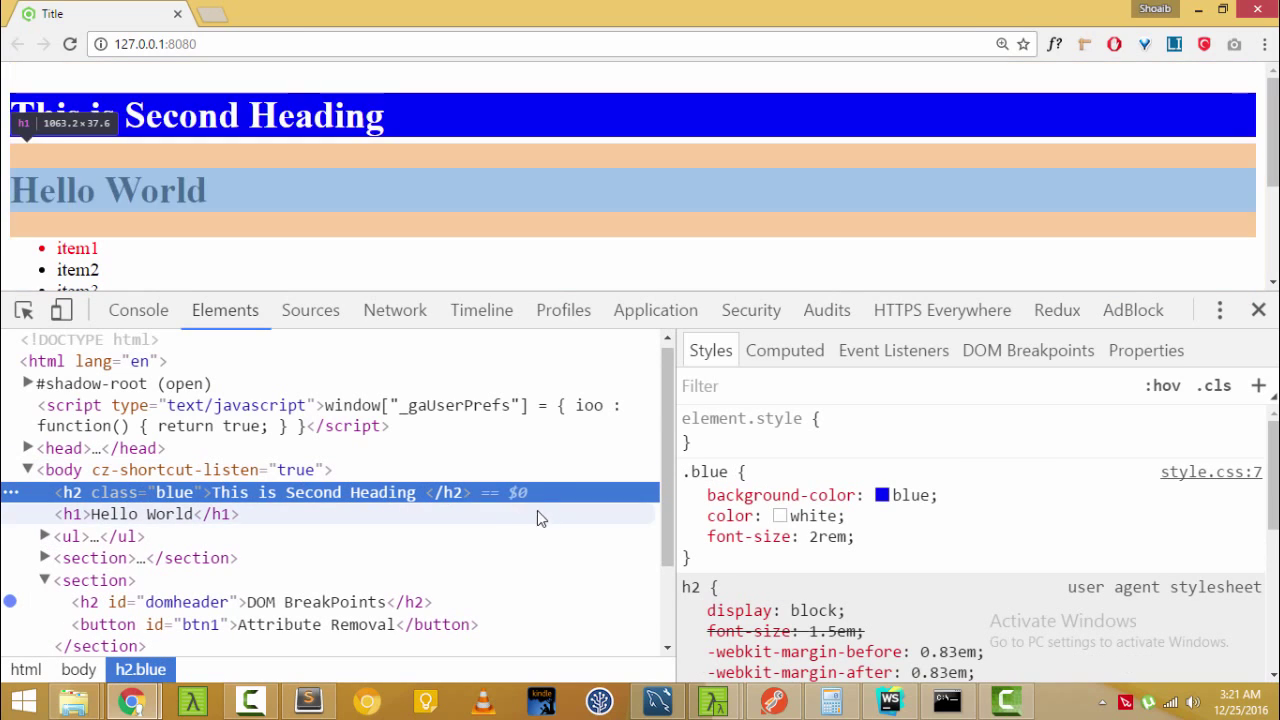 Title
Shoaib
127.0.0.1:8080
f?
LI
This is Second Heading
h1 1063.2×37.6
Hello World
item1
item2
Console Elements Sources Network Timeline Profiles Application Security Audits HTTPS Everywhere Redux AdBlock
<!DOCTYPE html>
<html lang="en">
#shadow-root (open)
<script type="text/javascript">window["_gaUserPrefs"] = { ioo :
function() { return true; } }</script>
<head>…</head>
<body cz-shortcut-listen="true">
<h2 class="blue">This is Second Heading </h2> == $0
<h1>Hello World</h1>
<ul>…</ul>
<section>…</section>
<section>
<h2 id="domheader">DOM BreakPoints</h2>
<button id="btn1">Attribute Removal</button>
</section>
html body h2.blue
Styles Computed Event Listeners DOM Breakpoints Properties
Filter :hov .cls +
element.style {
}
.blue { style.css:7
background-color: blue;
color: white;
font-size: 2rem;
}
h2 { user agent stylesheet
display: block;
font-size: 1.5em;
-webkit-margin-before: 0.83em;
-webkit-margin-after: 0.83em;
Activate Windows
Go to PC settings to activate Windows.
kindle
WS
3:21 AM
12/25/2016